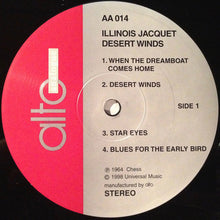 AA 014
ILLINOIS JACQUET
DESERT WINDS
1. WHEN THE DREAMBOAT
COMES HOME
2. DESERT WINDS
SIDE 1
3. STAR EYES
4. BLUES FOR THE EARLY BIRD
℗ 1964 Chess
© 1998 Universal Music
manufactured by alto
STEREO
alto